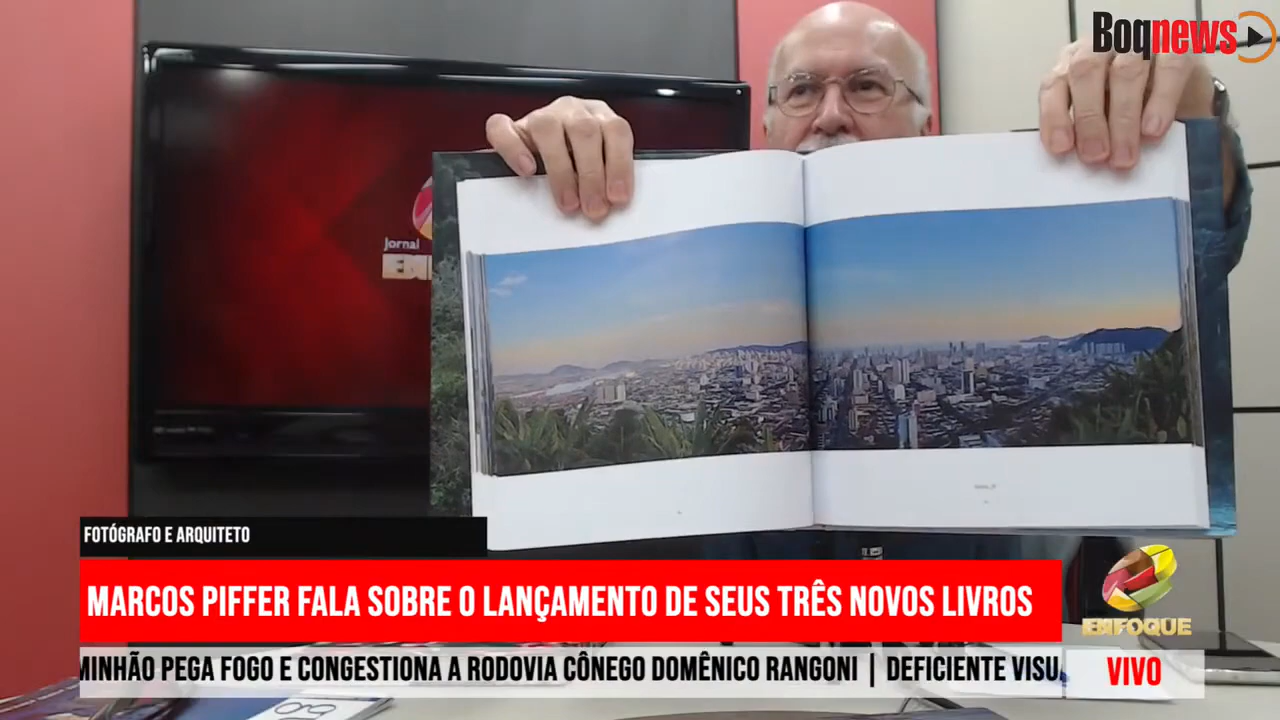 Boqnews
Jornal
FOTÓGRAFO E ARQUITETO
MARCOS PIFFER FALA SOBRE O LANÇAMENTO DE SEUS TRÊS NOVOS LIVROS
ENFOQUE
MINHÃO PEGA FOGO E CONGESTIONA A RODOVIA CÔNEGO DOMÊNICO RANGONI | DEFICIENTE VISU
VIVO